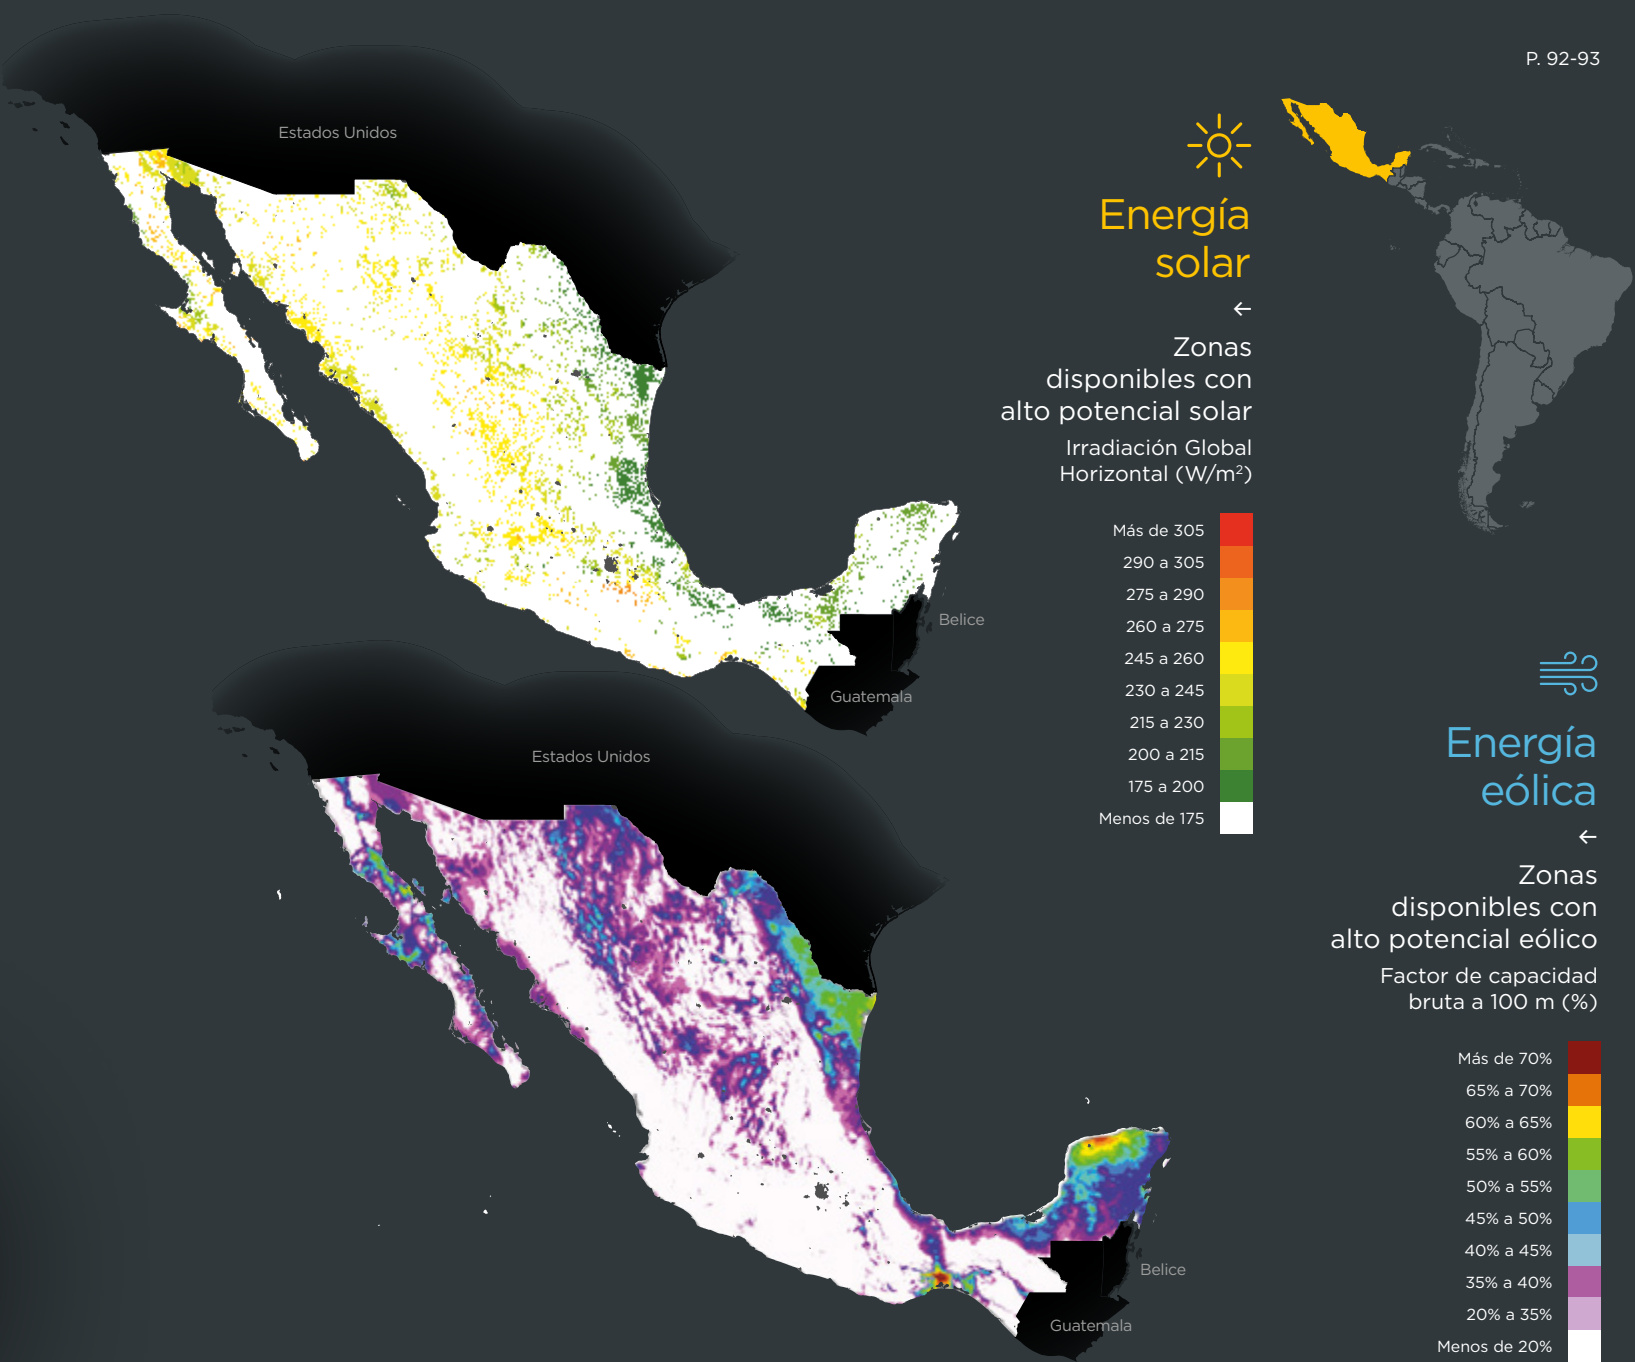 P. 92-93
Estados Unidos
Belice
Guatemala
Energía
solar
←
Zonas
disponibles con
alto potencial solar
Irradiación Global
Horizontal (W/m²)
Más de 305
290 a 305
275 a 290
260 a 275
245 a 260
230 a 245
215 a 230
200 a 215
175 a 200
Menos de 175
Estados Unidos
Belice
Guatemala
Energía
eólica
←
Zonas
disponibles con
alto potencial eólico
Factor de capacidad
bruta a 100 m (%)
Más de 70%
65% a 70%
60% a 65%
55% a 60%
50% a 55%
45% a 50%
40% a 45%
35% a 40%
20% a 35%
Menos de 20%